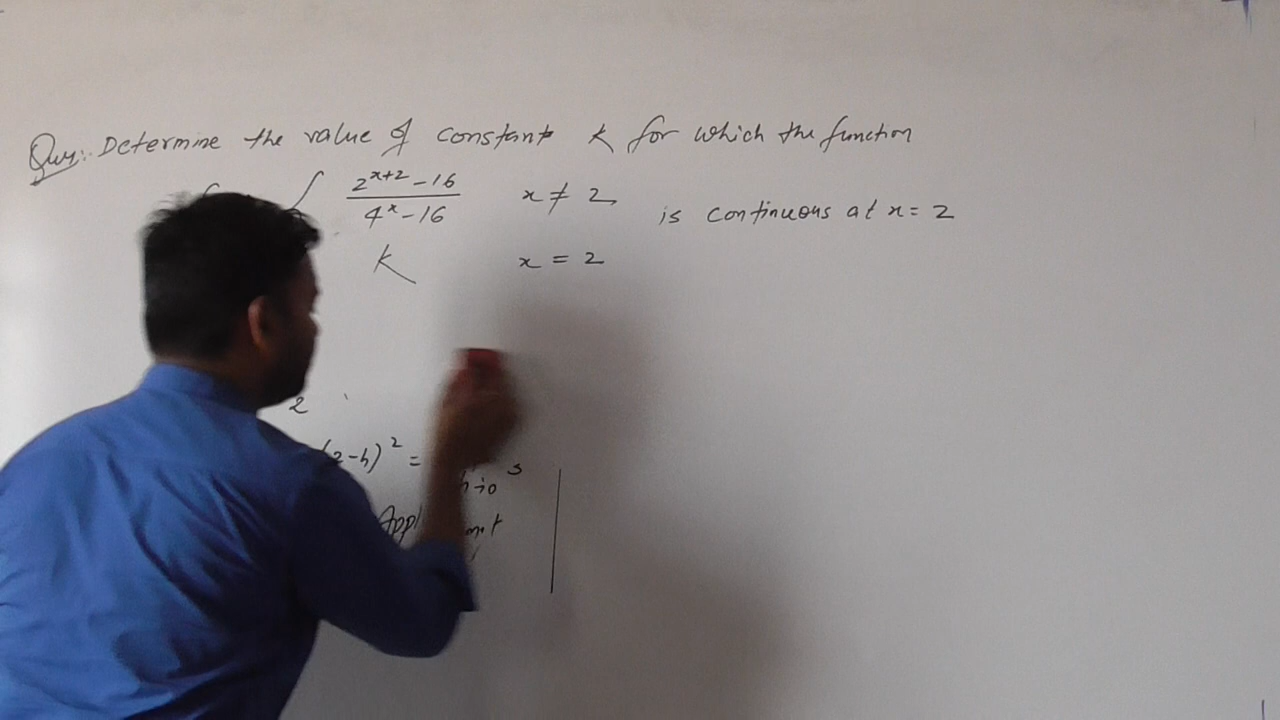 Ques:- Determine the value of constant K for which the function
2^{x+2} - 16 / 4^x - 16 x ≠ 2, is continuous at x = 2
K x = 2
2
(2-h)^2 =
h→0